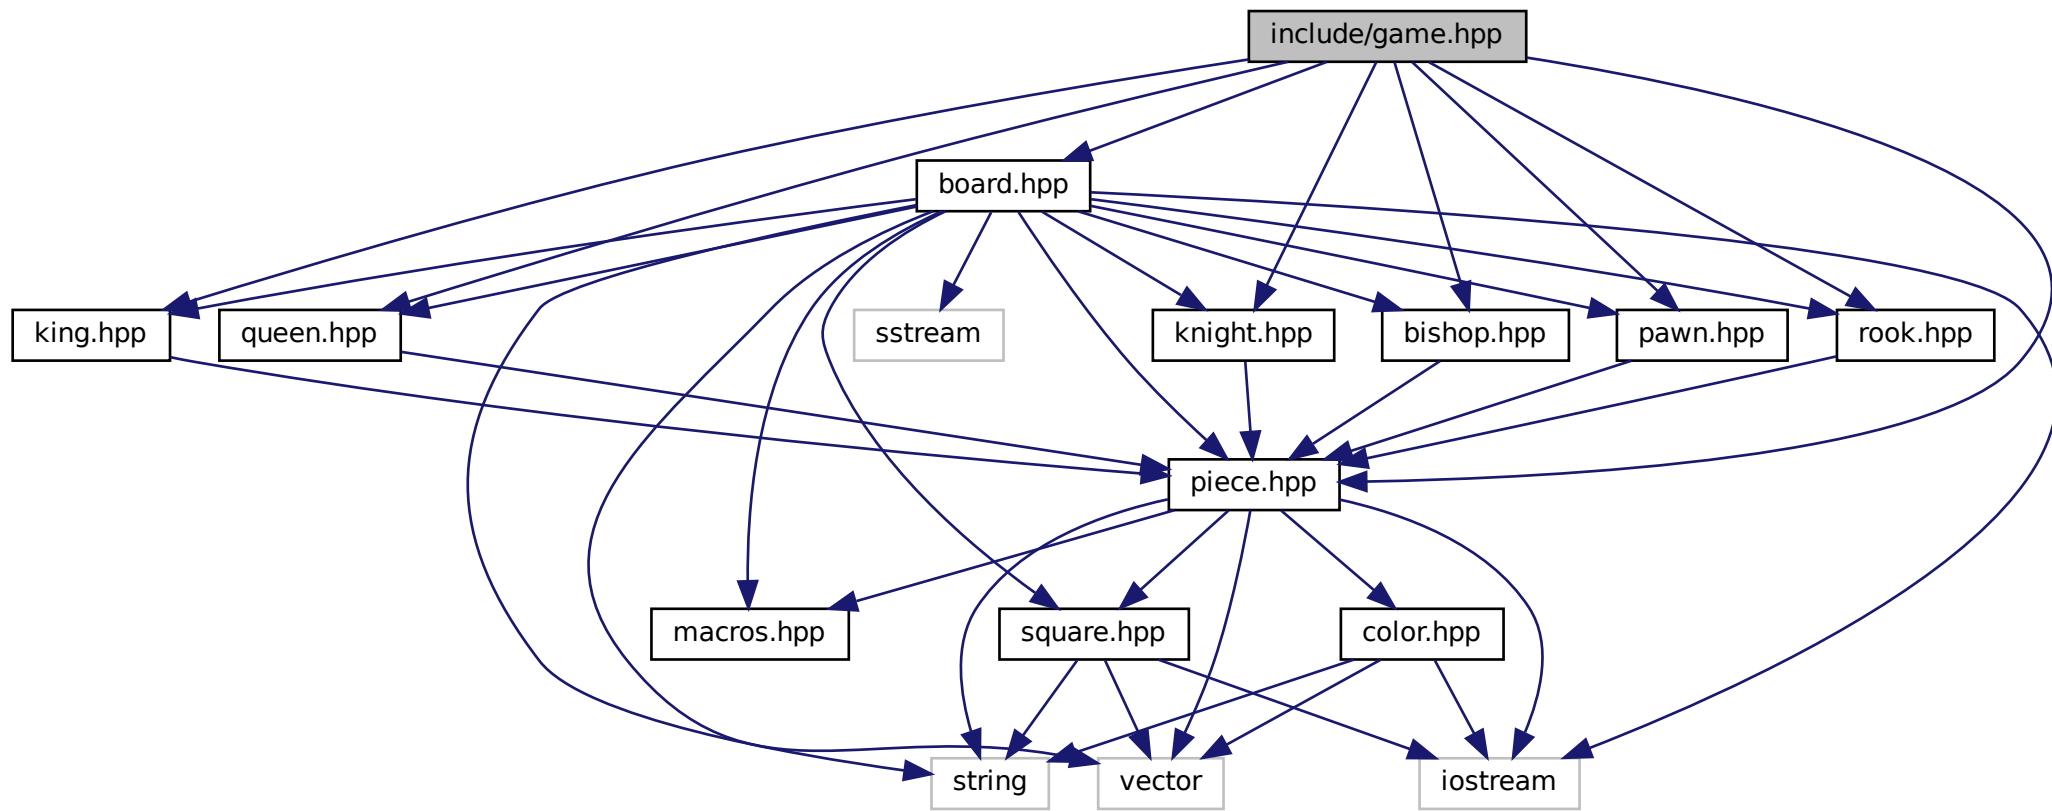 include/game.hpp
board.hpp
king.hpp
queen.hpp
sstream
knight.hpp
bishop.hpp
pawn.hpp
rook.hpp
piece.hpp
macros.hpp
square.hpp
color.hpp
string
vector
iostream